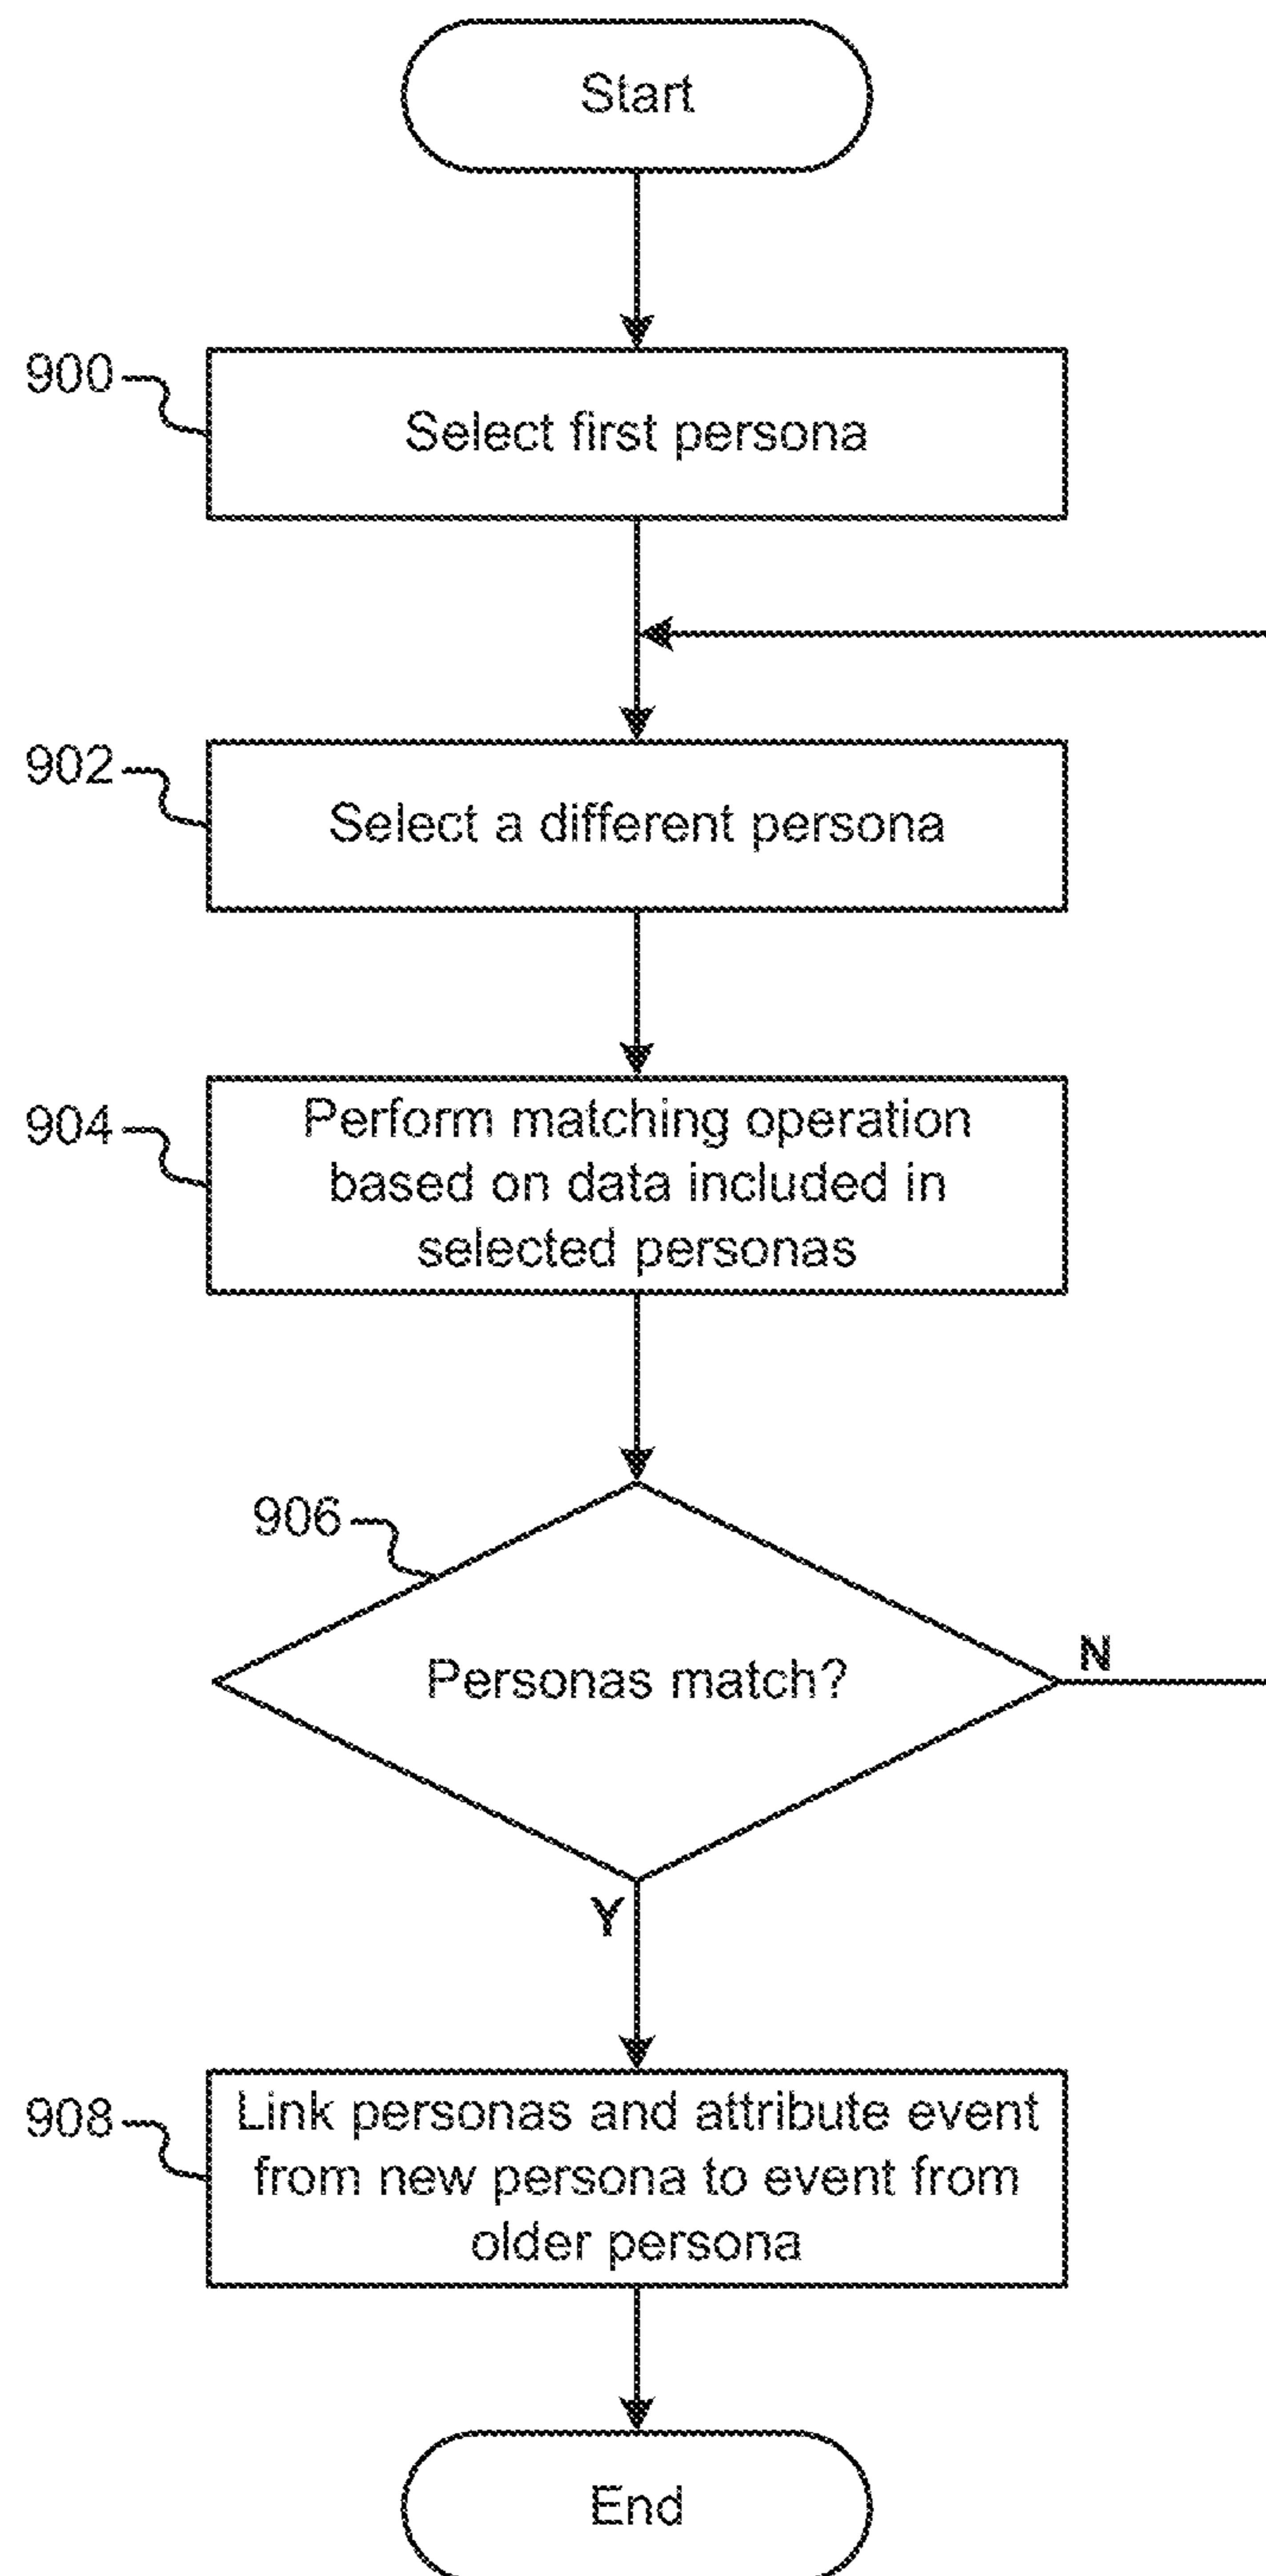 Start
900
Select first persona
902
Select a different persona
904
Perform matching operation
based on data included in
selected personas
906
Personas match?
N
Y
908
Link personas and attribute event
from new persona to event from
older persona
End